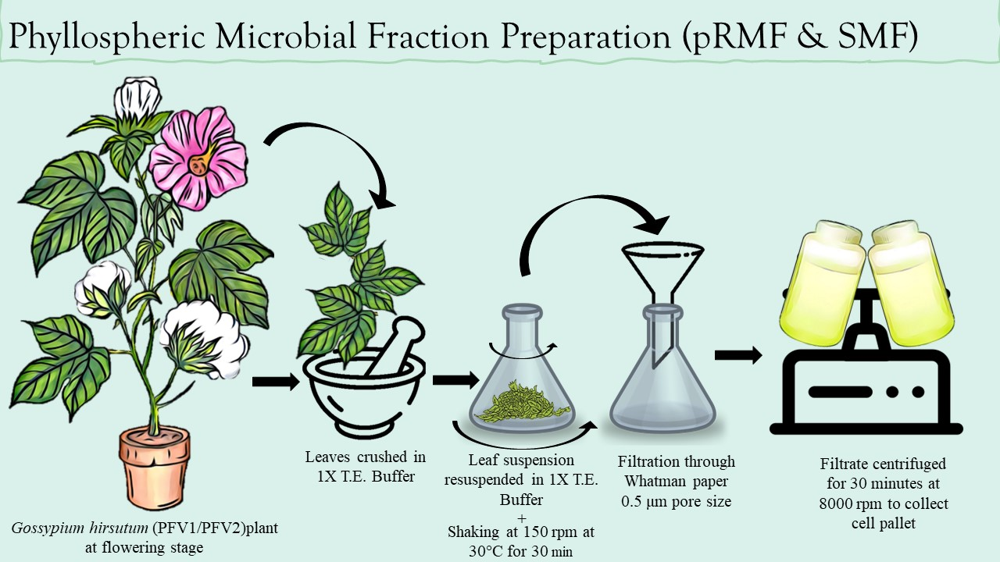 Phyllospheric Microbial Fraction Preparation (pRMF & SMF)
Gossypium hirsutum (PFV1/PFV2)plant
at flowering stage
Leaves crushed in
1X T.E. Buffer
Leaf suspension
resuspended in 1X T.E.
Buffer
+
Shaking at 150 rpm at
30°C for 30 min
Filtration through
Whatman paper
0.5 µm pore size
Filtrate centrifuged
for 30 minutes at
8000 rpm to collect
cell pallet